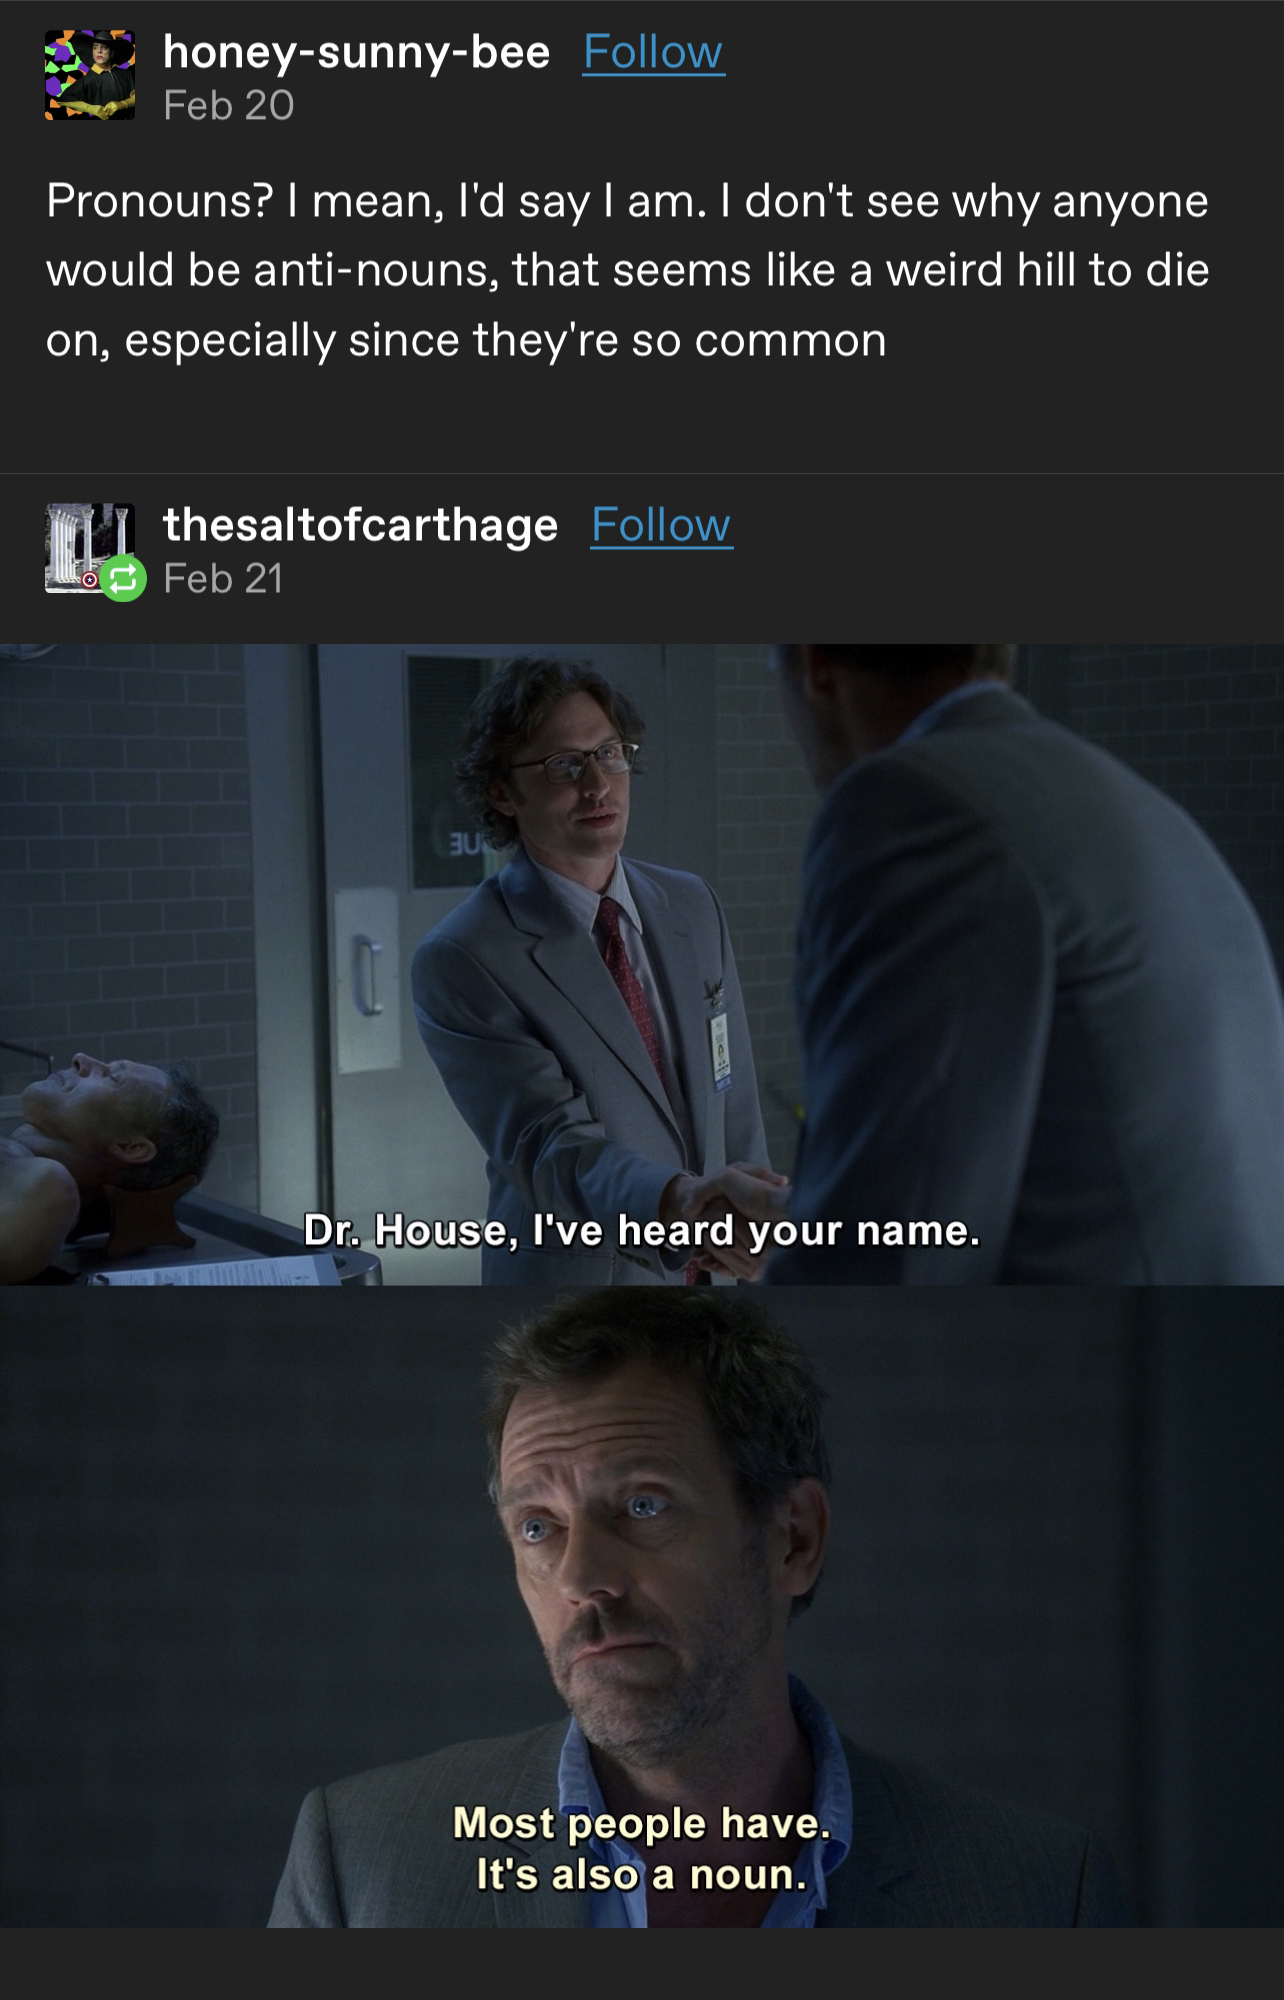 honey-sunny-bee Follow
Feb 20
Pronouns? I mean, I'd say I am. I don't see why anyone
would be anti-nouns, that seems like a weird hill to die
on, especially since they're so common
thesaltofcarthage Follow
Feb 21
Dr. House, I've heard your name.
Most people have.
It's also a noun.